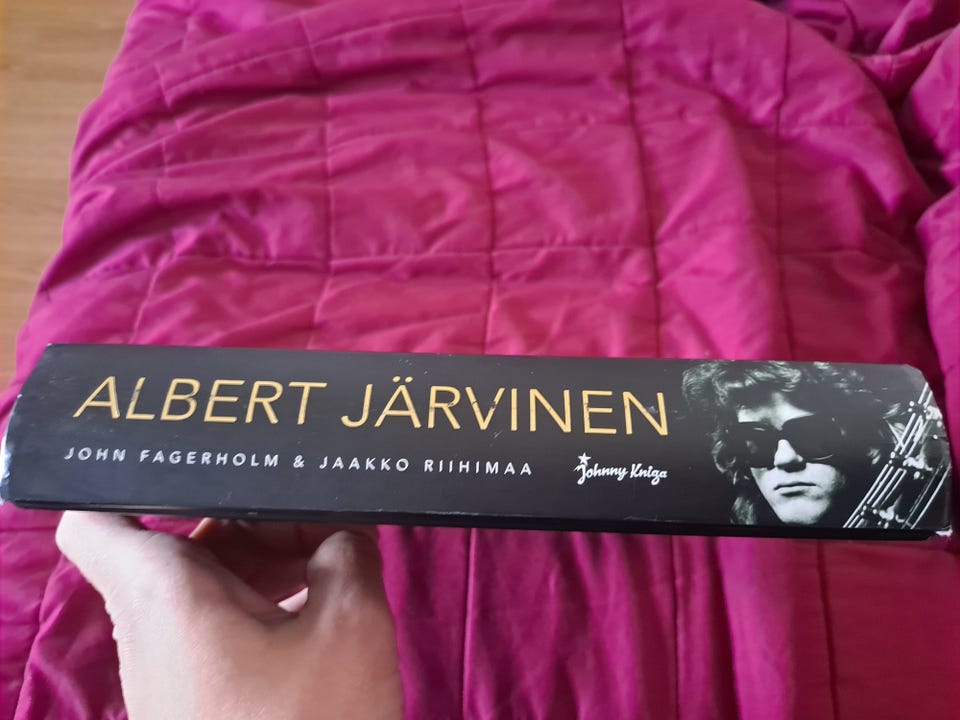 ALBERT JÄRVINEN
JOHN FAGERHOLM & JAAKKO RIIHIMAA
Johnny Kniga